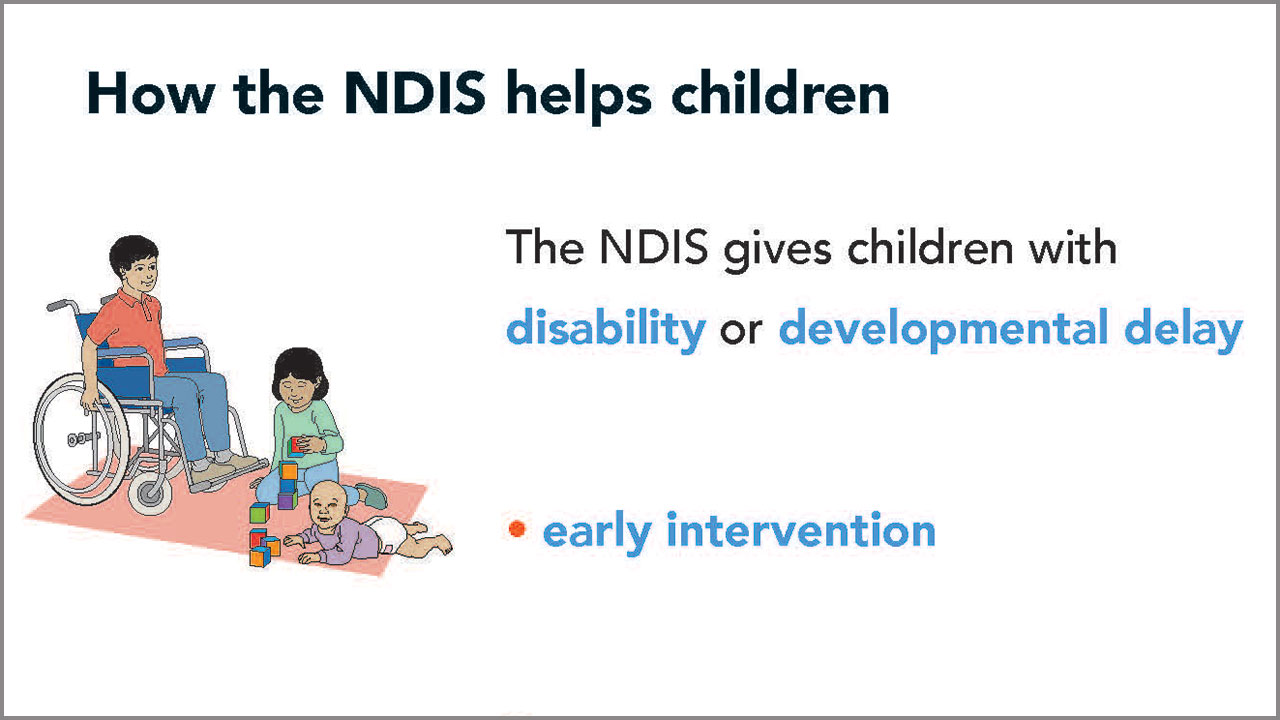 How the NDIS helps children
The NDIS gives children with
disability or developmental delay
• early intervention